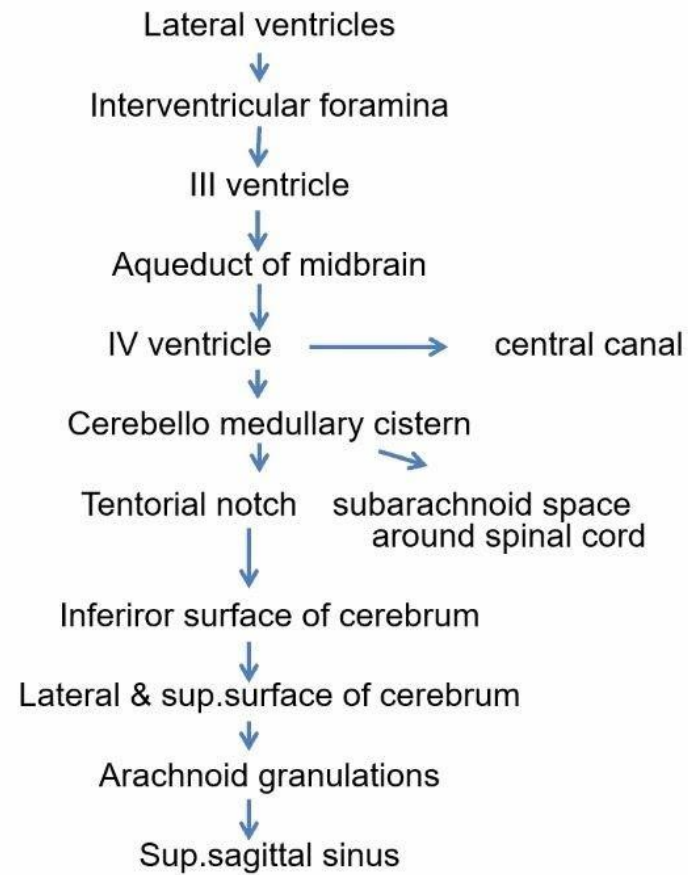 Lateral ventricles
Interventricular foramina
III ventricle
Aqueduct of midbrain
IV ventricle
central canal
Cerebello medullary cistern
Tentorial notch
subarachnoid space
around spinal cord
Inferiror surface of cerebrum
Lateral & sup.surface of cerebrum
Arachnoid granulations
Sup.sagittal sinus